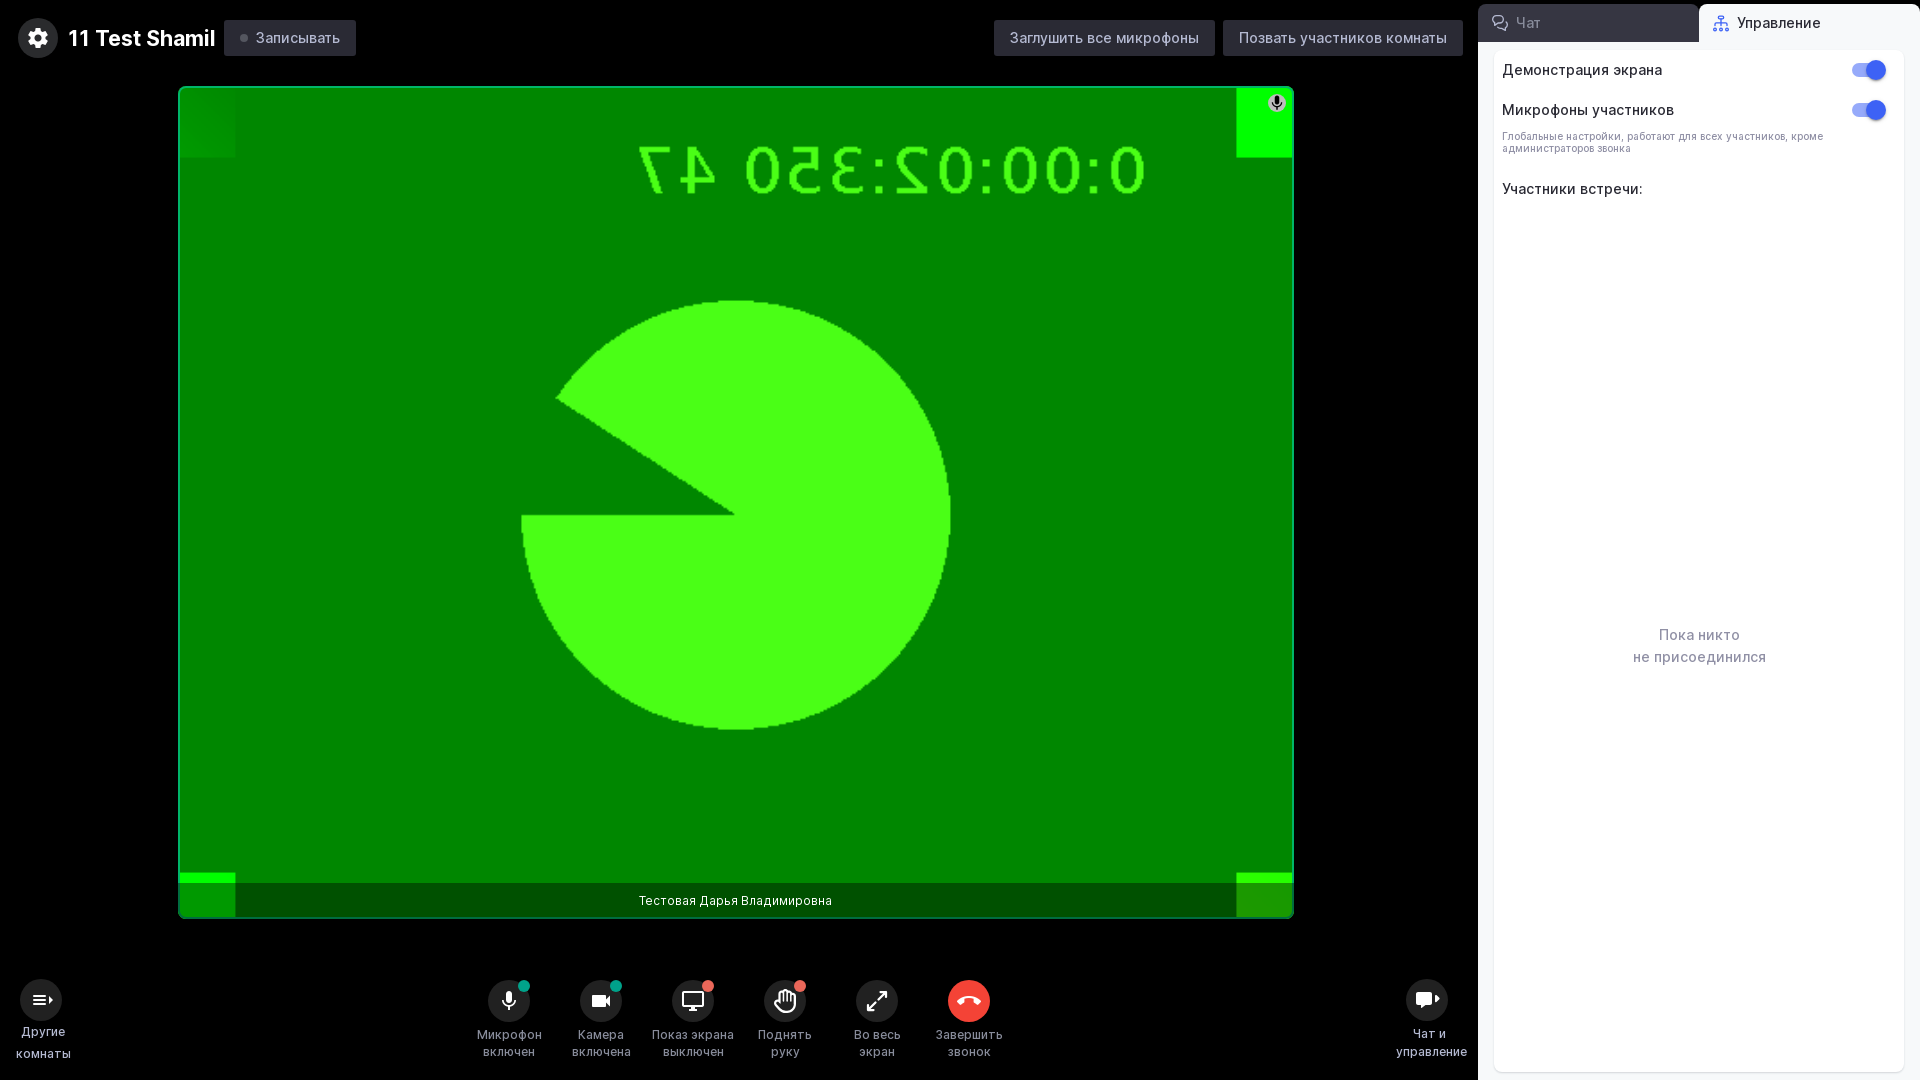 11 Test Shamil
Записывать
Заглушить все микрофоны
Позвать участников комнаты
Чат
Управление
Демонстрация экрана
Микрофоны участников
Глобальные настройки, работают для всех участников, кроме
администраторов звонка
Участники встречи:
0:00:02:350 47
Пока никто
не присоединился
Тестовая Дарья Владимировна
Другие
комнаты
Микрофон
включен
Камера
включена
Показ экрана
выключен
Поднять
руку
Во весь
экран
Завершить
звонок
Чат и
управление